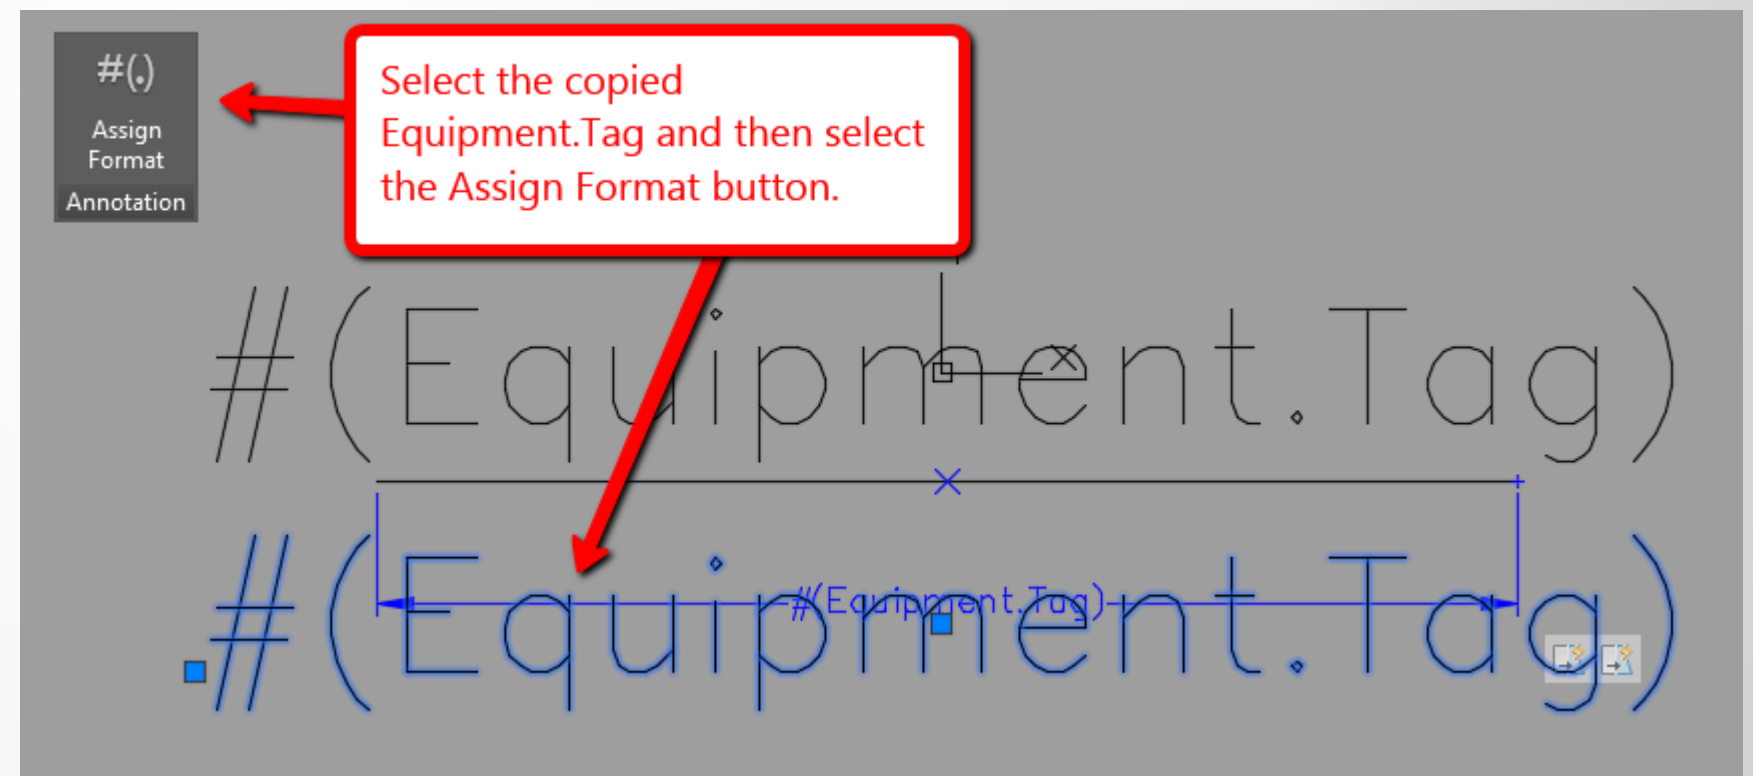 #(.)
Assign
Format
Annotation
Select the copied
Equipment.Tag and then select
the Assign Format button.
#(Equipment.Tag)
#(Equipment.Tag)
#(Equipment.Tag)